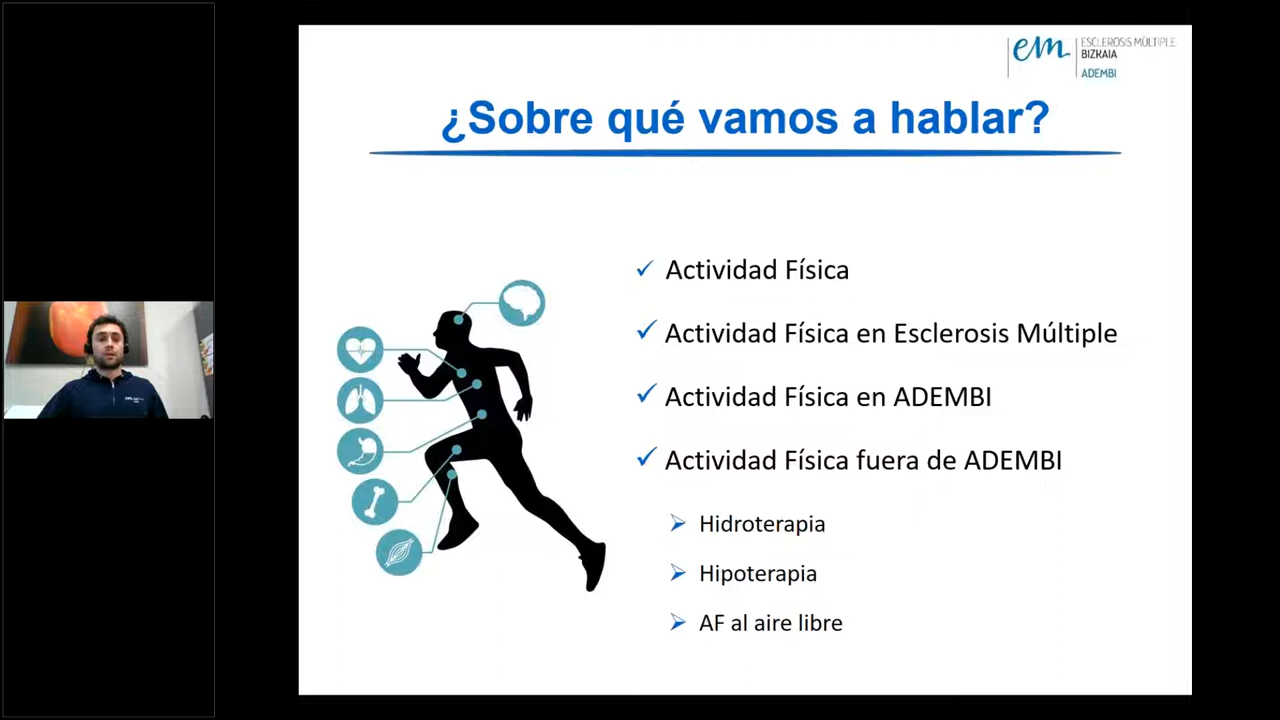 em
ESCLEROSIS MÚLTIPLE
BIZKAIA
ADEMBI
¿Sobre qué vamos a hablar?
✓ Actividad Física
✓ Actividad Física en Esclerosis Múltiple
✓ Actividad Física en ADEMBI
✓ Actividad Física fuera de ADEMBI
➢ Hidroterapia
➢ Hipoterapia
➢ AF al aire libre